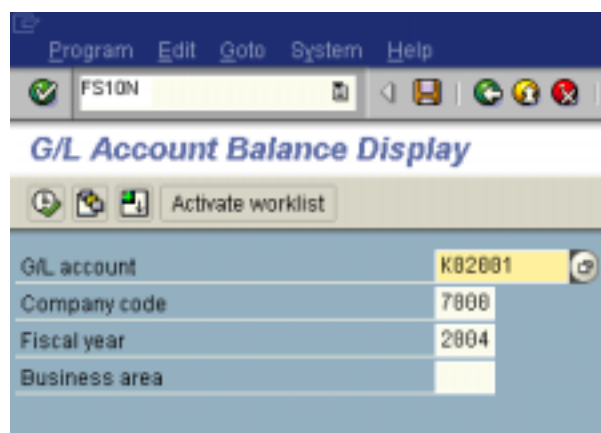 Program Edit Goto System Help
FS10N
G/L Account Balance Display
Activate worklist
G/L account K02001
Company code 7000
Fiscal year 2004
Business area